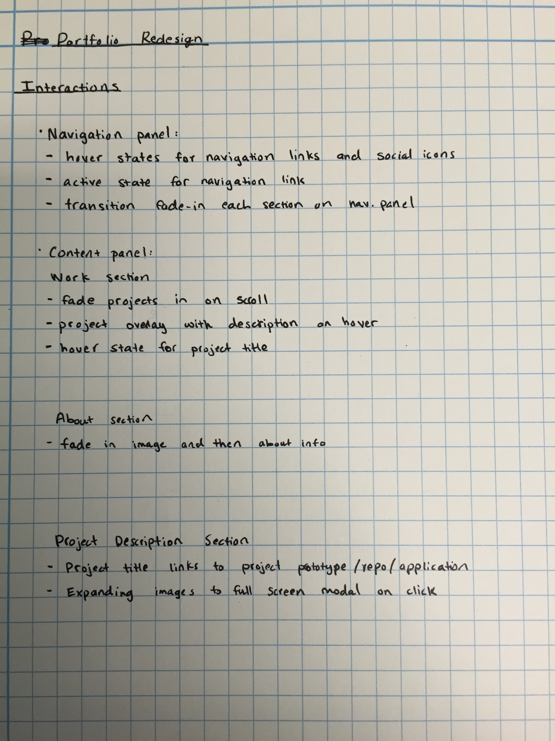 Portfolio Redesign
Interactions
• Navigation panel:
- hover states for navigation links and social icons
- active state for navigation link
- transition fade-in each section on nav. panel
• Content panel:
Work section
- fade projects in on scroll
- project overlay with description on hover
- hover state for project title
About section
- fade in image and then about info
Project Description Section
- Project title links to project pototype/repo/application
- Expanding images to full screen modal on click